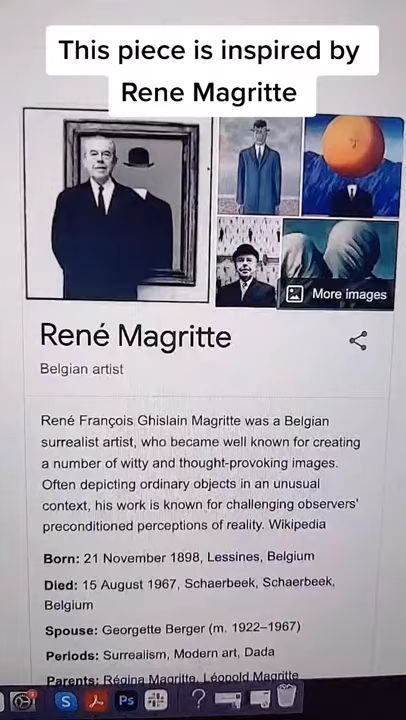 This piece is inspired by
Rene Magritte
More images
René Magritte
Belgian artist
René François Ghislain Magritte was a Belgian
surrealist artist, who became well known for creating
a number of witty and thought-provoking images.
Often depicting ordinary objects in an unusual
context, his work is known for challenging observers'
preconditioned perceptions of reality. Wikipedia
Born: 21 November 1898, Lessines, Belgium
Died: 15 August 1967, Schaerbeek, Schaerbeek,
Belgium
Spouse: Georgette Berger (m. 1922–1967)
Periods: Surrealism, Modern art, Dada
Parents: Régina Magritte, Léopold Magritte
Ps